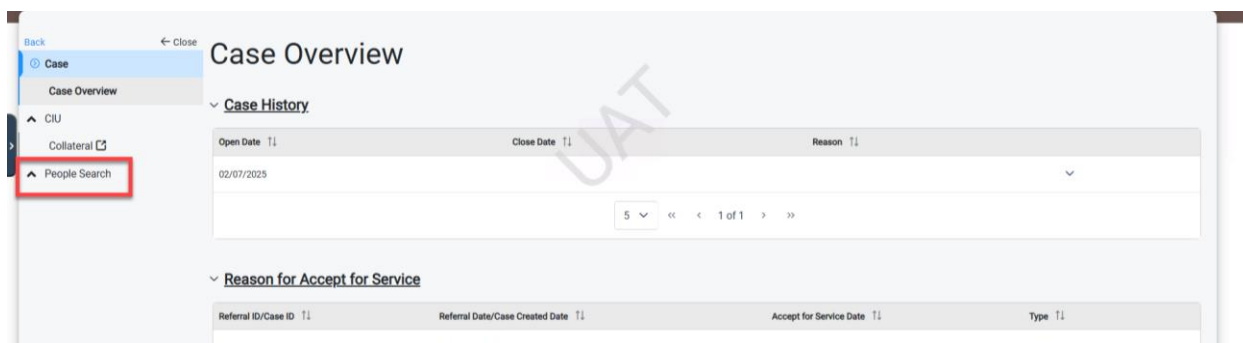 Back ← Close
Case
Case Overview
CIU
Collateral
People Search
Case Overview
UAT
Case History
Open Date Close Date Reason
02/07/2025
5 << < 1 of 1 > >>
Reason for Accept for Service
Referral ID/Case ID Referral Date/Case Created Date Accept for Service Date Type